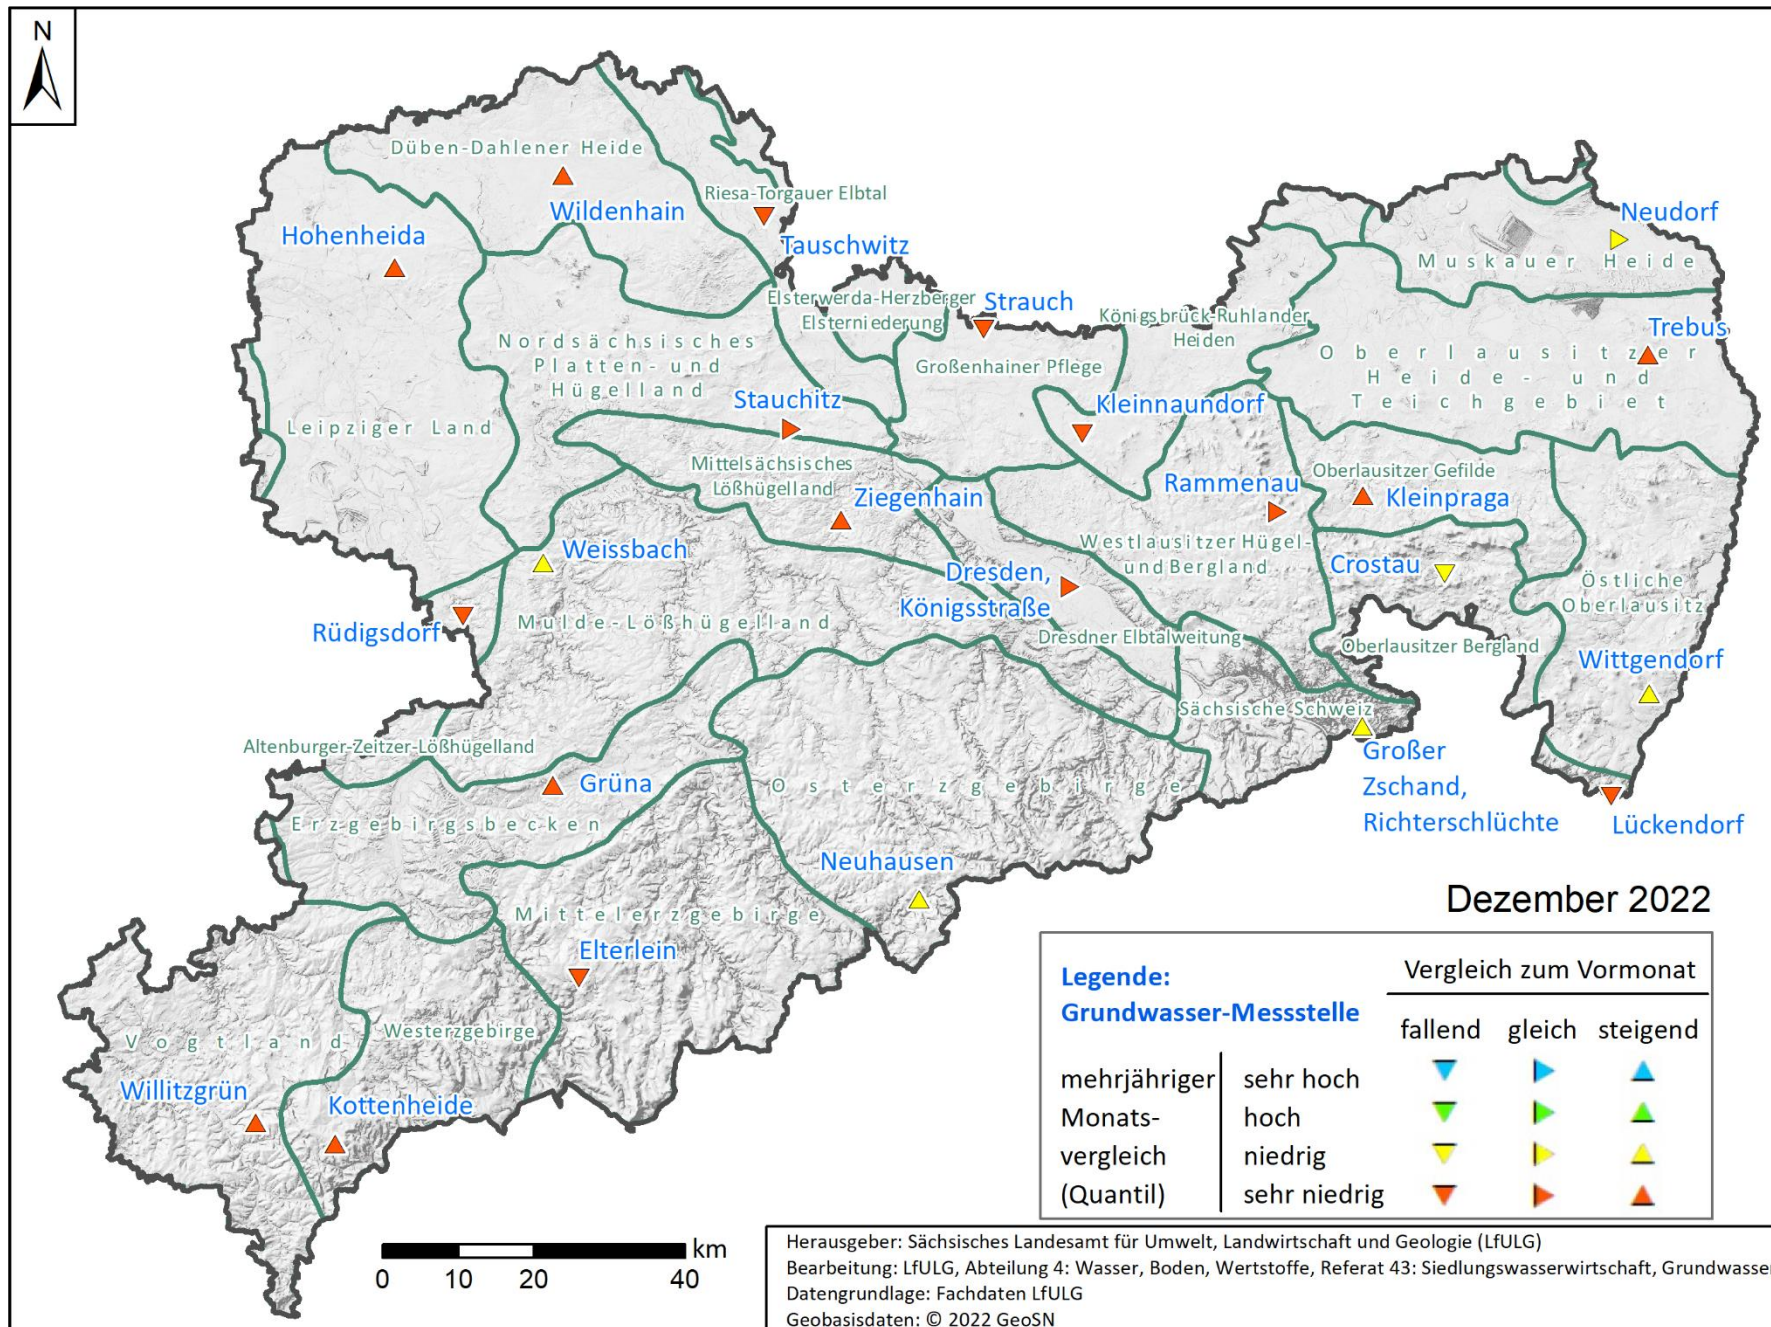 N
Düben-Dahlener Heide
Wildenhain
Riesa-Torgauer Elbtal
Tauschwitz
Hohenheida
Neudorf
Muskauer Heide
Elsterwerda-Herzberger
Elsterniederung
Strauch
Königsbrück-Ruhlander
Heiden
Trebus
Oberlausitzer
Heide- und
Teichgebiet
Nordsächsisches
Platten- und
Hügelland
Großenhainer Pflege
Stauchitz
Kleinnaundorf
Leipziger Land
Mittelsächsisches
Lößhügelland
Ziegenhain
Rammenau
Oberlausitzer Gefilde
Kleinpraga
Weissbach
Westlausitzer Hügel-
und Bergland
Crostau
Dresden,
Königsstraße
Östliche
Oberlausitz
Rüdigsdorf
Mulde-Lößhügelland
Dresdner Elbtalweitung
Oberlausitzer Bergland
Wittgendorf
Sächsische Schweiz
Altenburger-Zeitzer-Lößhügelland
Großer
Zschand,
Richterschlüchte
Grüna
Osterzgebirge
Lückendorf
Erzgebirgsbecken
Neuhausen
Mittelerzgebirge
Elterlein
Westerzgebirge
Vogtland
Willitzgrün
Kottenheide
Dezember 2022
Legende:
Grundwasser-Messstelle
Vergleich zum Vormonat
fallend gleich steigend
mehrjähriger sehr hoch
Monats- hoch
vergleich niedrig
(Quantil) sehr niedrig
km
0 10 20 40
Herausgeber: Sächsisches Landesamt für Umwelt, Landwirtschaft und Geologie (LfULG)
Bearbeitung: LfULG, Abteilung 4: Wasser, Boden, Wertstoffe, Referat 43: Siedlungswasserwirtschaft, Grundwasser
Datengrundlage: Fachdaten LfULG
Geobasisdaten: © 2022 GeoSN